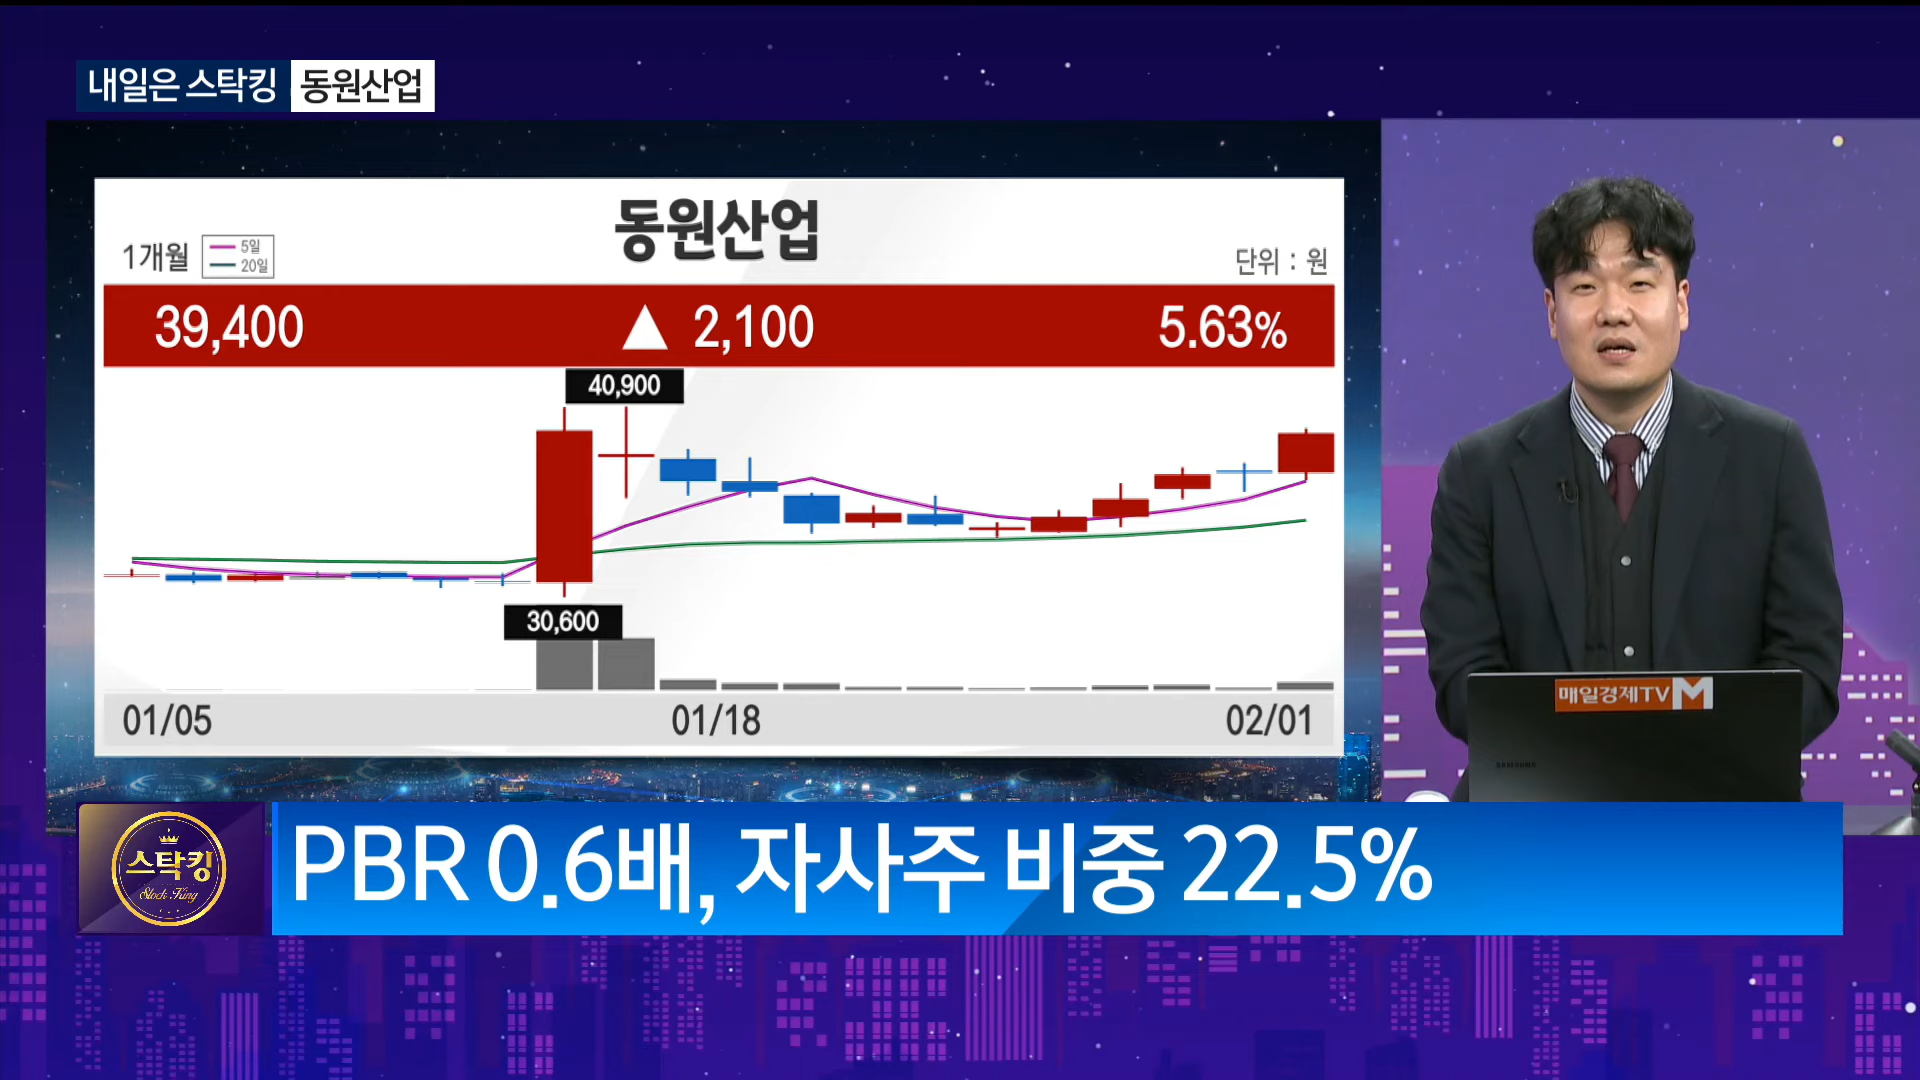 내일은 스탁킹 동원산업
동원산업
1개월
5일
20일
단위 : 원
39,400 ▲ 2,100 5.63%
40,900
30,600
01/05 01/18 02/01
매일경제TV M
SAMSUNG
스탁킹
Stock King
PBR 0.6배, 자사주 비중 22.5%